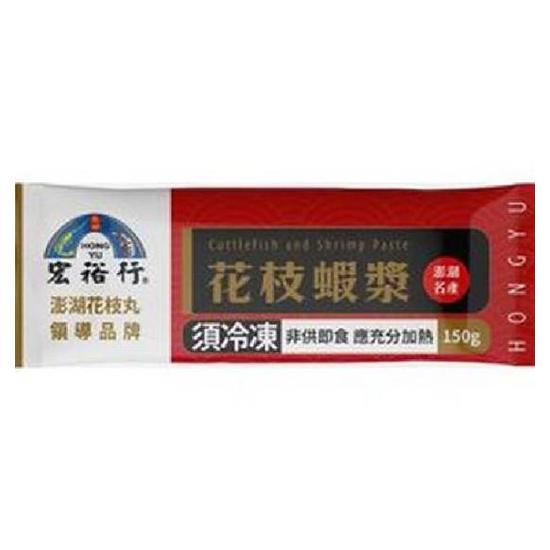 HONG
YU
宏裕行®
澎湖花枝丸
領導品牌
Cuttlefish and Shrimp Paste
花枝蝦漿
澎湖
名產
須冷凍
非供即食 應充分加熱
150g
HONGYU